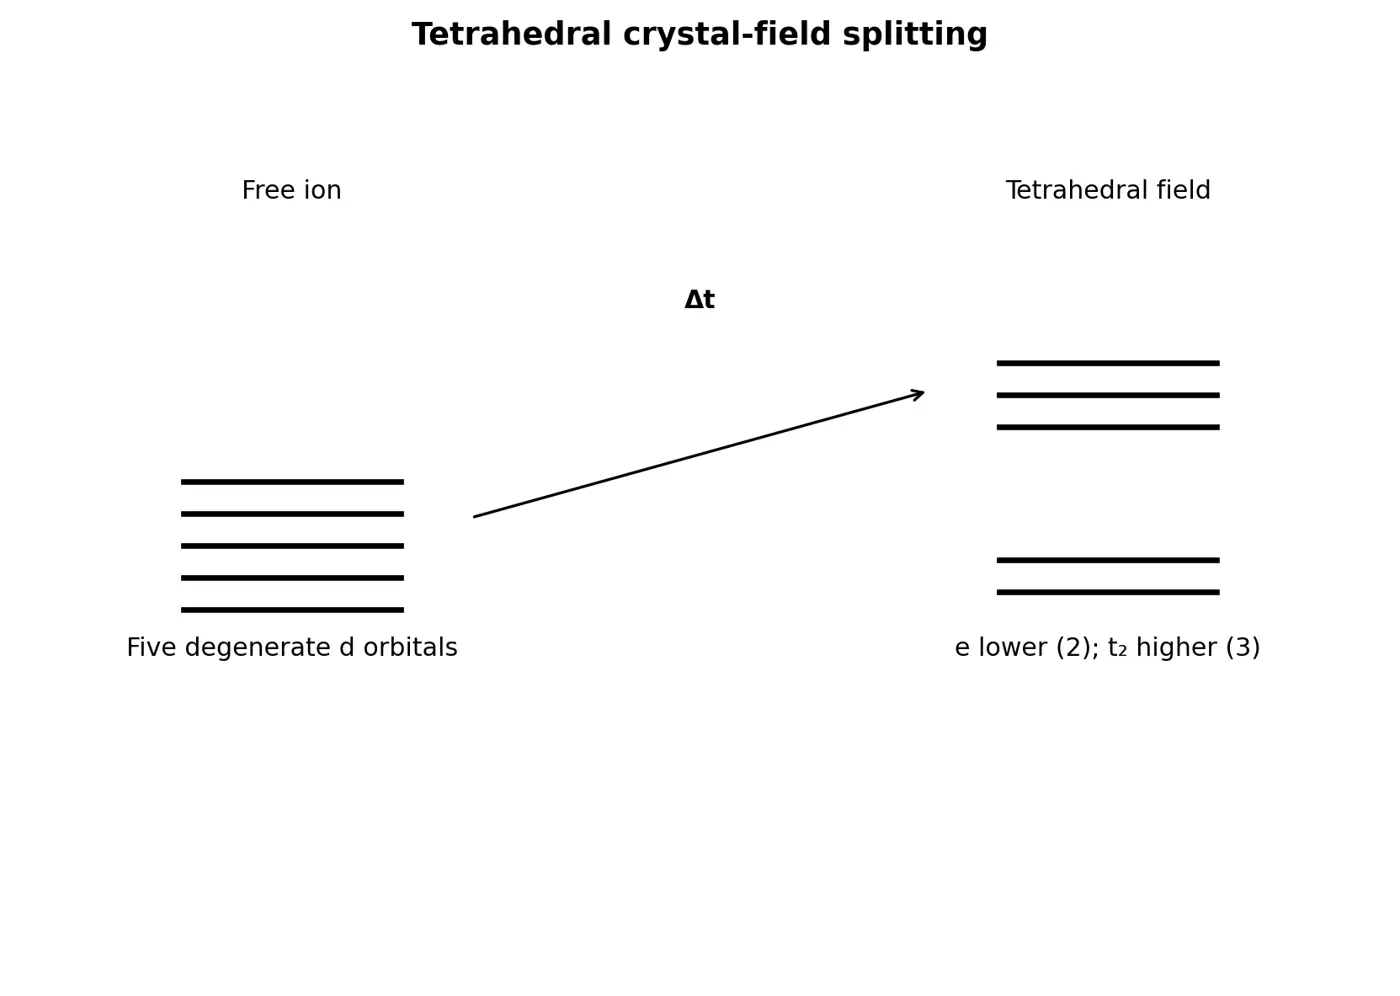 Tetrahedral crystal-field splitting
Free ion
Tetrahedral field
Δt
Five degenerate d orbitals
e lower (2); t₂ higher (3)